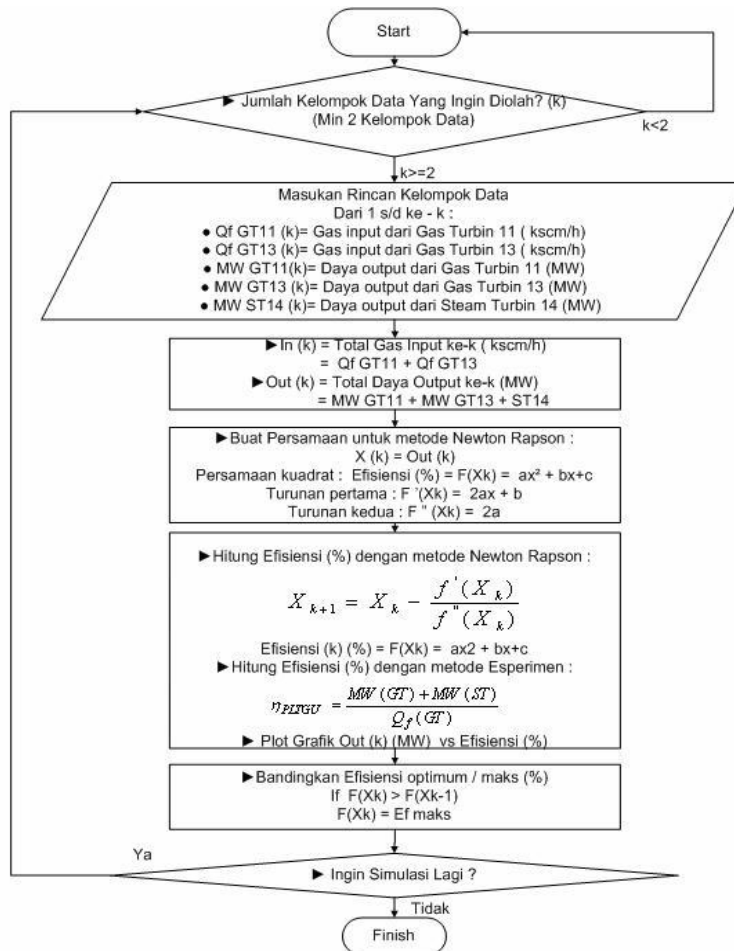 Start
► Jumlah Kelompok Data Yang Ingin Diolah? (k)
(Min 2 Kelompok Data)
k<2
k>=2
Masukan Rincan Kelompok Data
Dari 1 s/d ke - k :
● Qf GT11 (k)= Gas input dari Gas Turbin 11 ( kscm/h)
● Qf GT13 (k)= Gas input dari Gas Turbin 13 ( kscm/h)
● MW GT11(k)= Daya output dari Gas Turbin 11 (MW)
● MW GT13 (k)= Daya output dari Gas Turbin 13 (MW)
● MW ST14 (k)= Daya output dari Steam Turbin 14 (MW)
►In (k) = Total Gas Input ke-k ( kscm/h)
= Qf GT11 + Qf GT13
►Out (k) = Total Daya Output ke-k (MW)
= MW GT11 + MW GT13 + ST14
►Buat Persamaan untuk metode Newton Rapson :
X (k) = Out (k)
Persamaan kuadrat : Efisiensi (%) = F(Xk) = ax² + bx+c
Turunan pertama : F '(Xk) = 2ax + b
Turunan kedua : F " (Xk) = 2a
►Hitung Efisiensi (%) dengan metode Newton Rapson :
X_{k+1} = X_k - f'(X_k) / f"(X_k)
Efisiensi (k) (%) = F(Xk) = ax2 + bx+c
►Hitung Efisiensi (%) dengan metode Esperimen :
η_{PLTGU} = MW (GT) + MW (ST) / Q_f (GT)
► Plot Grafik Out (k) (MW) vs Efisiensi (%)
►Bandingkan Efisiensi optimum / maks (%)
If F(Xk) > F(Xk-1)
F(Xk) = Ef maks
Ya
► Ingin Simulasi Lagi ?
Tidak
Finish